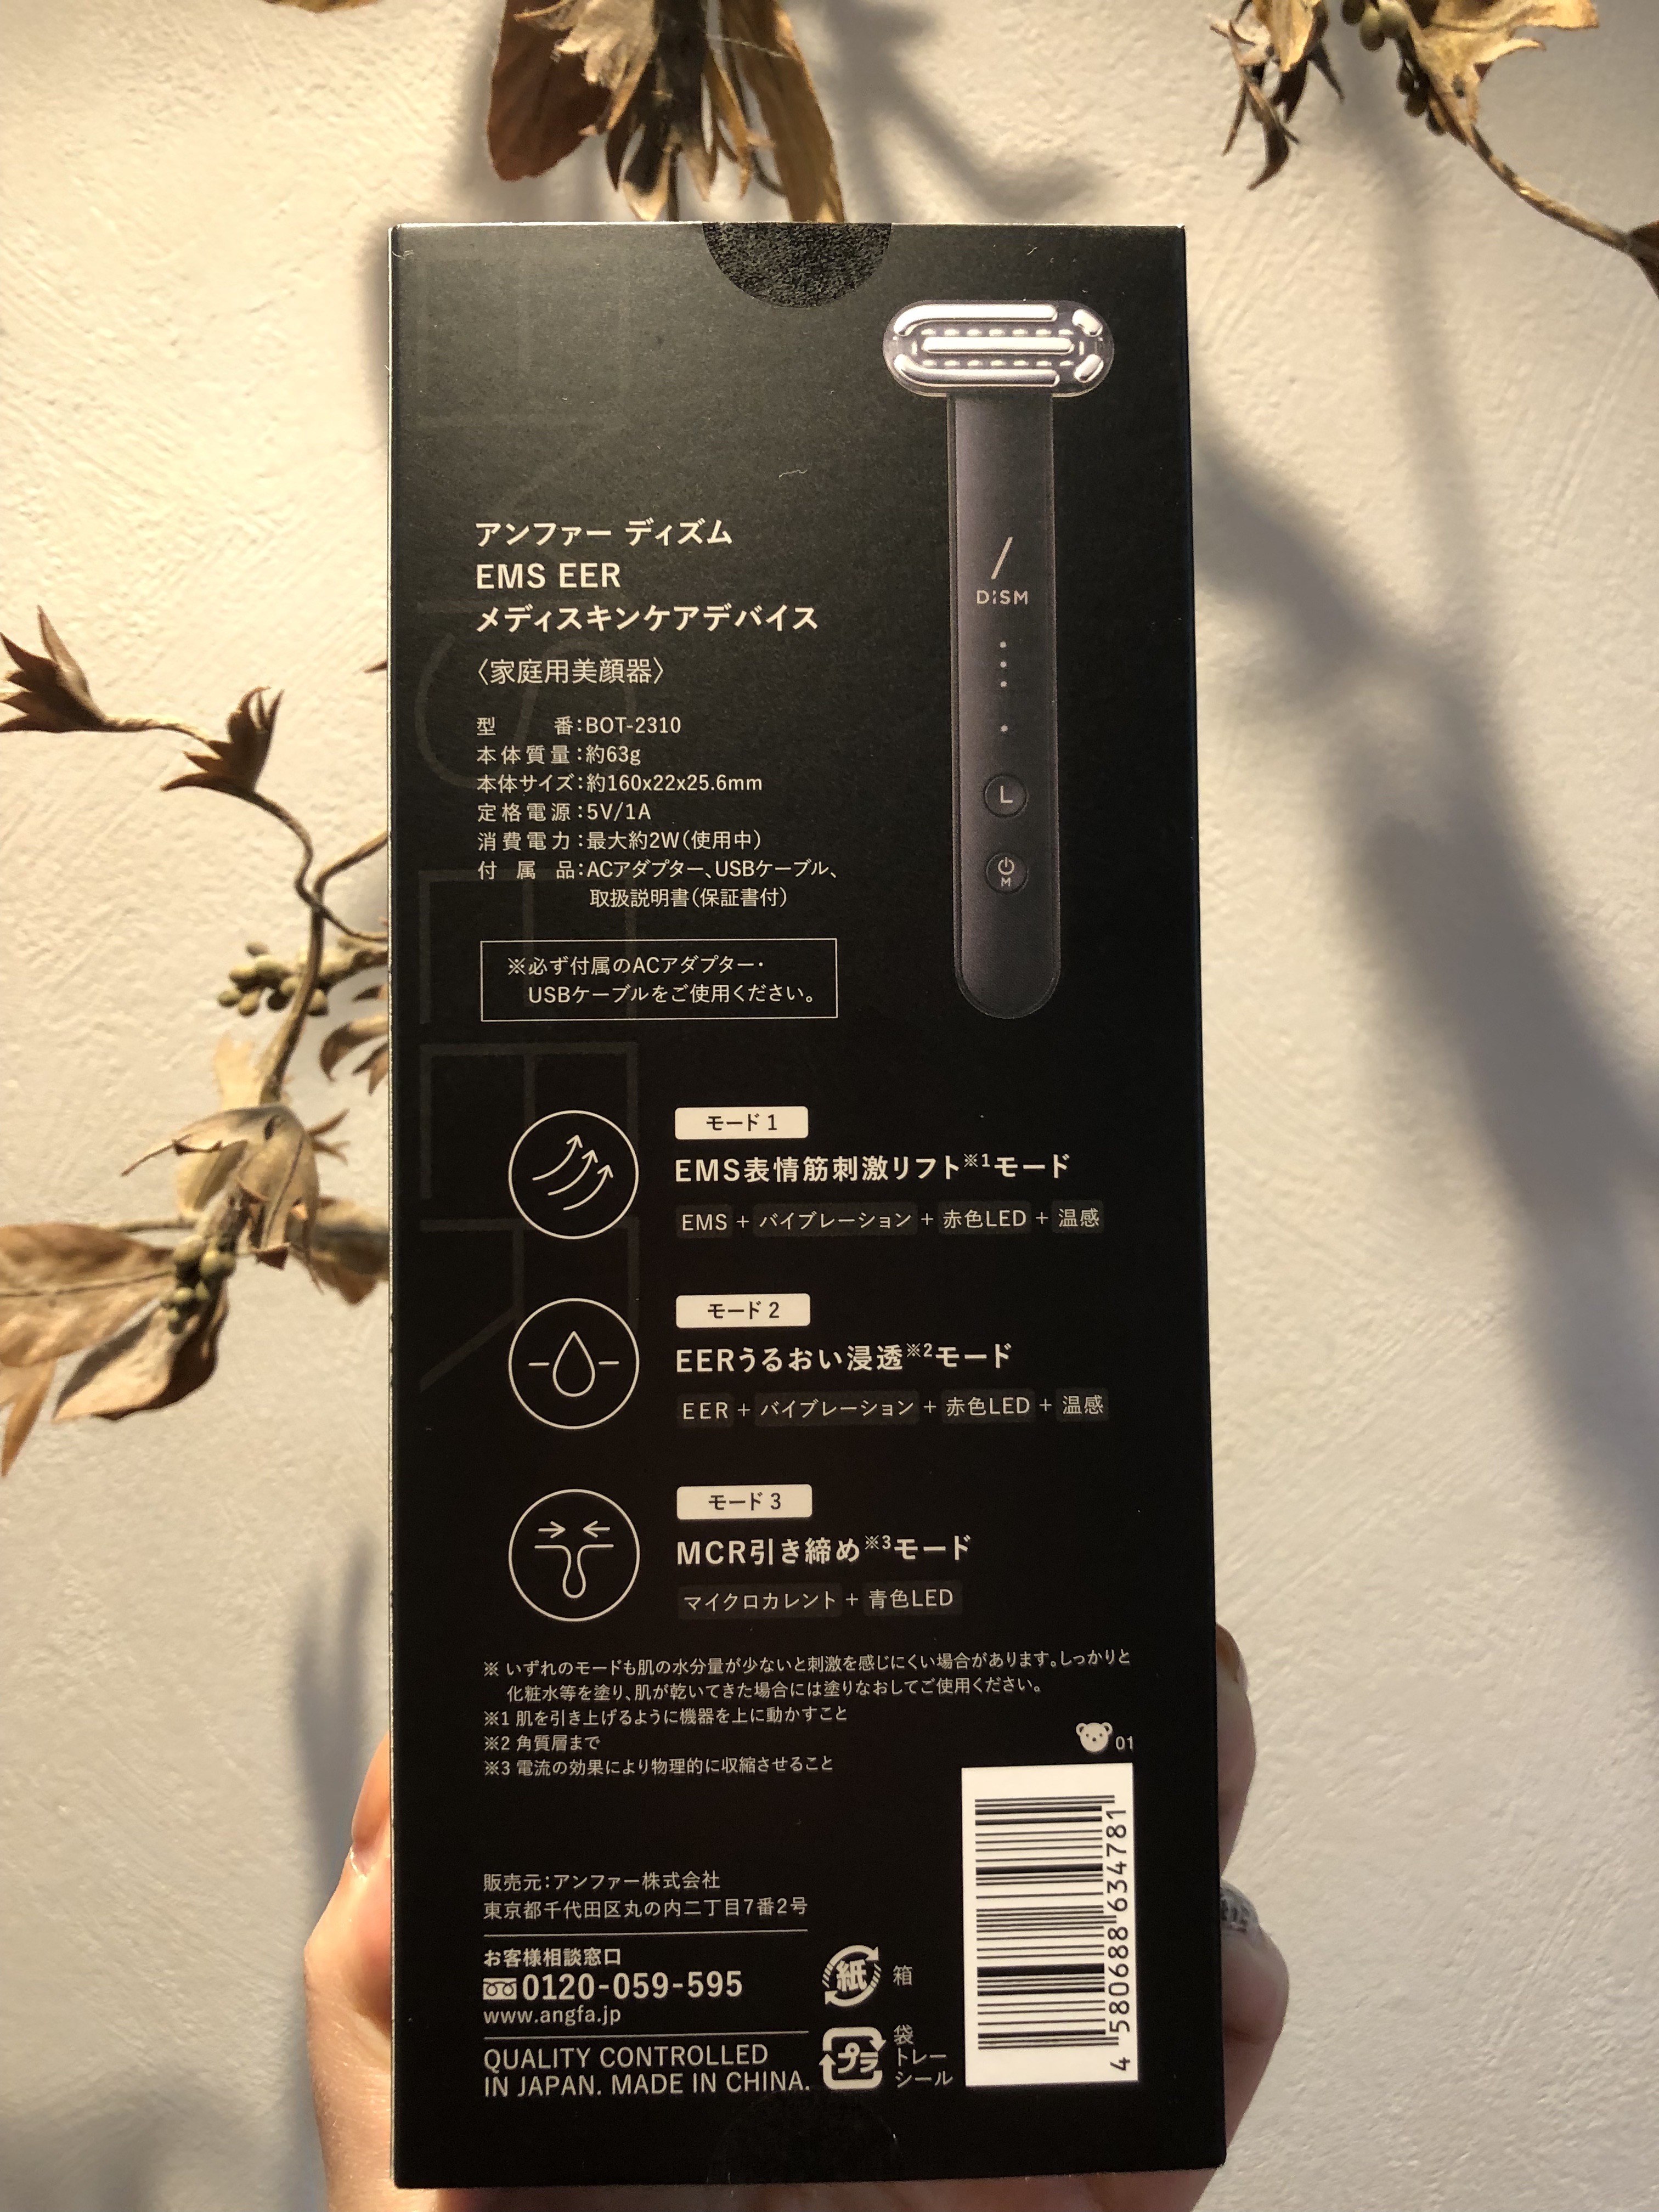 DISM
L
M
アンファー ディズム
EMS EER
メディスキンケアデバイス
〈家庭用美顔器〉
型番：BOT-2310
本体質量：約63g
本体サイズ：約160x22x25.6mm
定格電源：5V/1A
消費電力：最大約2W（使用中）
付属品：ACアダプター、USBケーブル、
取扱説明書（保証書付）
※必ず付属のACアダプター・
USBケーブルをご使用ください。
モード 1
EMS表情筋刺激リフト※1モード
EMS + バイブレーション + 赤色LED + 温感
モード 2
EERうるおい浸透※2モード
EER + バイブレーション + 赤色LED + 温感
モード 3
MCR引き締め※3モード
マイクロカレント + 青色LED
※ いずれのモードも肌の水分量が少ないと刺激を感じにくい場合があります。しっかりと
化粧水等を塗り、肌が乾いてきた場合には塗りなおしてご使用ください。
※1 肌を引き上げるように機器を上に動かすこと
※2 角質層まで
※3 電流の効果により物理的に収縮させること
01
販売元：アンファー株式会社
東京都千代田区丸の内二丁目7番2号
お客様相談窓口
0120-059-595
www.angfa.jp
QUALITY CONTROLLED
IN JAPAN. MADE IN CHINA.
紙 箱
プラ 袋
トレー
シール
4 580688 634781
EMS EER